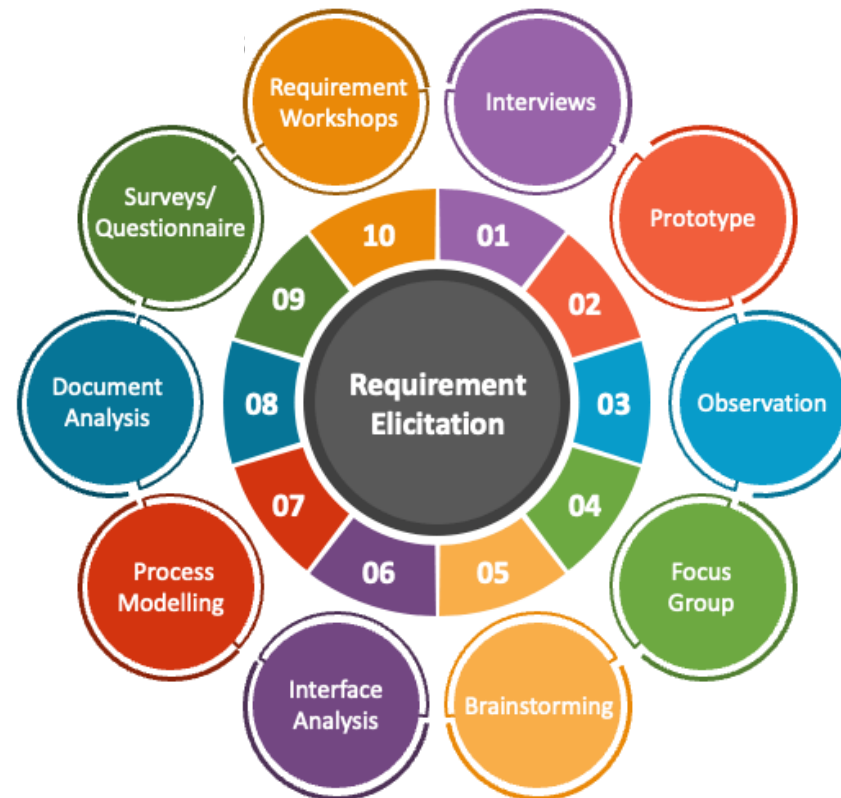 Requirement
Workshops
Interviews
Surveys/
Questionnaire
Prototype
10
01
09
02
Document
Analysis
08
Requirement
Elicitation
03
Observation
07
04
06
05
Process
Modelling
Focus
Group
Interface
Analysis
Brainstorming